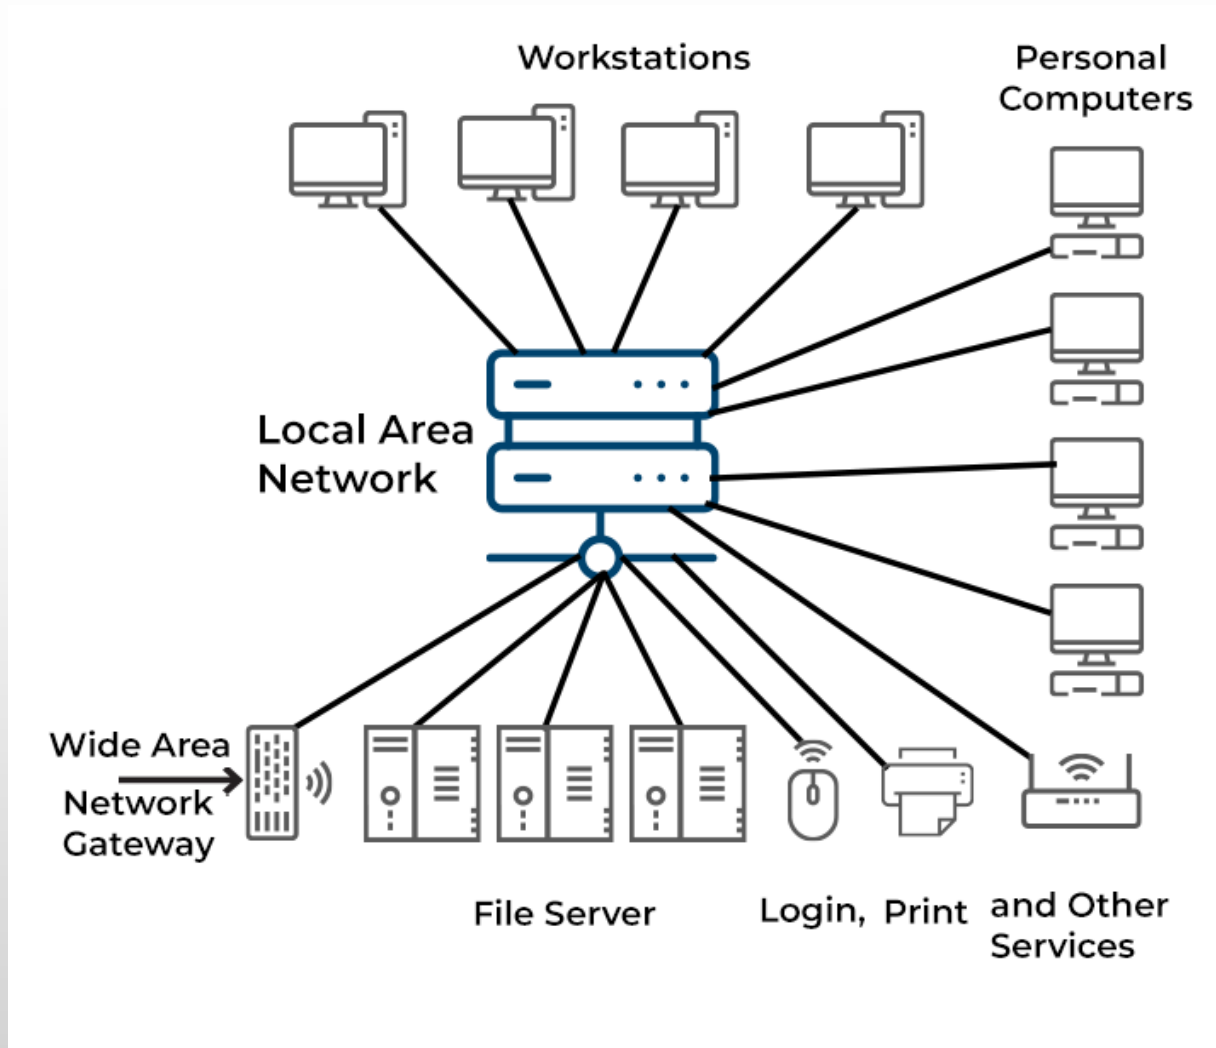 Workstations
Personal
Computers
Local Area
Network
Wide Area
Network
Gateway
File Server
Login, Print and Other
Services